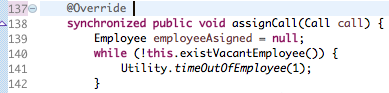 137 @Override
138 synchronized public void assignCall(Call call) {
139 Employee employeeAsigned = null;
140 while (!this.existVacantEmployee()) {
141 Utility.timeOutOfEmployee(1);
142 }